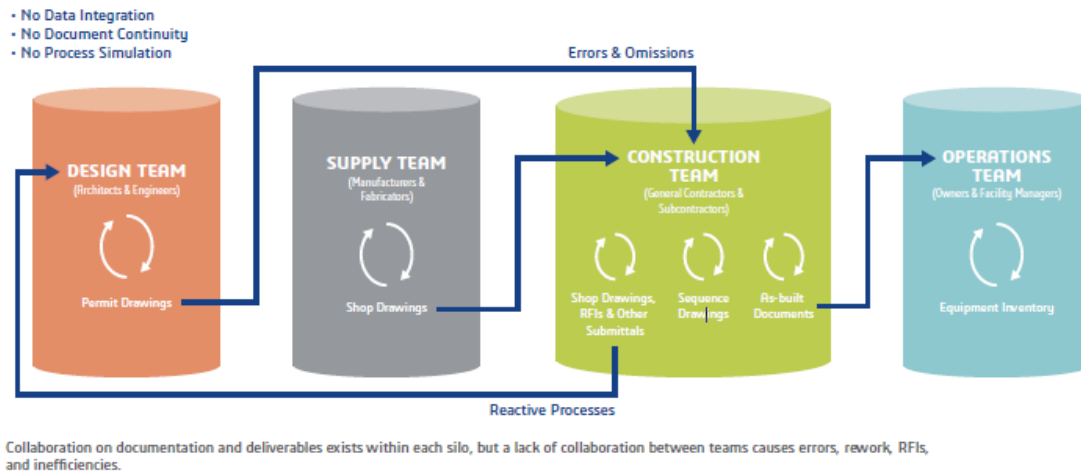 • No Data Integration
• No Document Continuity
• No Process Simulation
Errors & Omissions
DESIGN TEAM
(Architects & Engineers)
Permit Drawings
SUPPLY TEAM
(Manufacturers &
Fabricators)
Shop Drawings
CONSTRUCTION
TEAM
(General Contractors &
Subcontractors)
Shop Drawings,
RFIs & Other
Submittals
Sequence
Drawings
As-built
Documents
OPERATIONS
TEAM
(Owners & Facility Managers)
Equipment Inventory
Reactive Processes
Collaboration on documentation and deliverables exists within each silo, but a lack of collaboration between teams causes errors, rework, RFIs,
and inefficiencies.